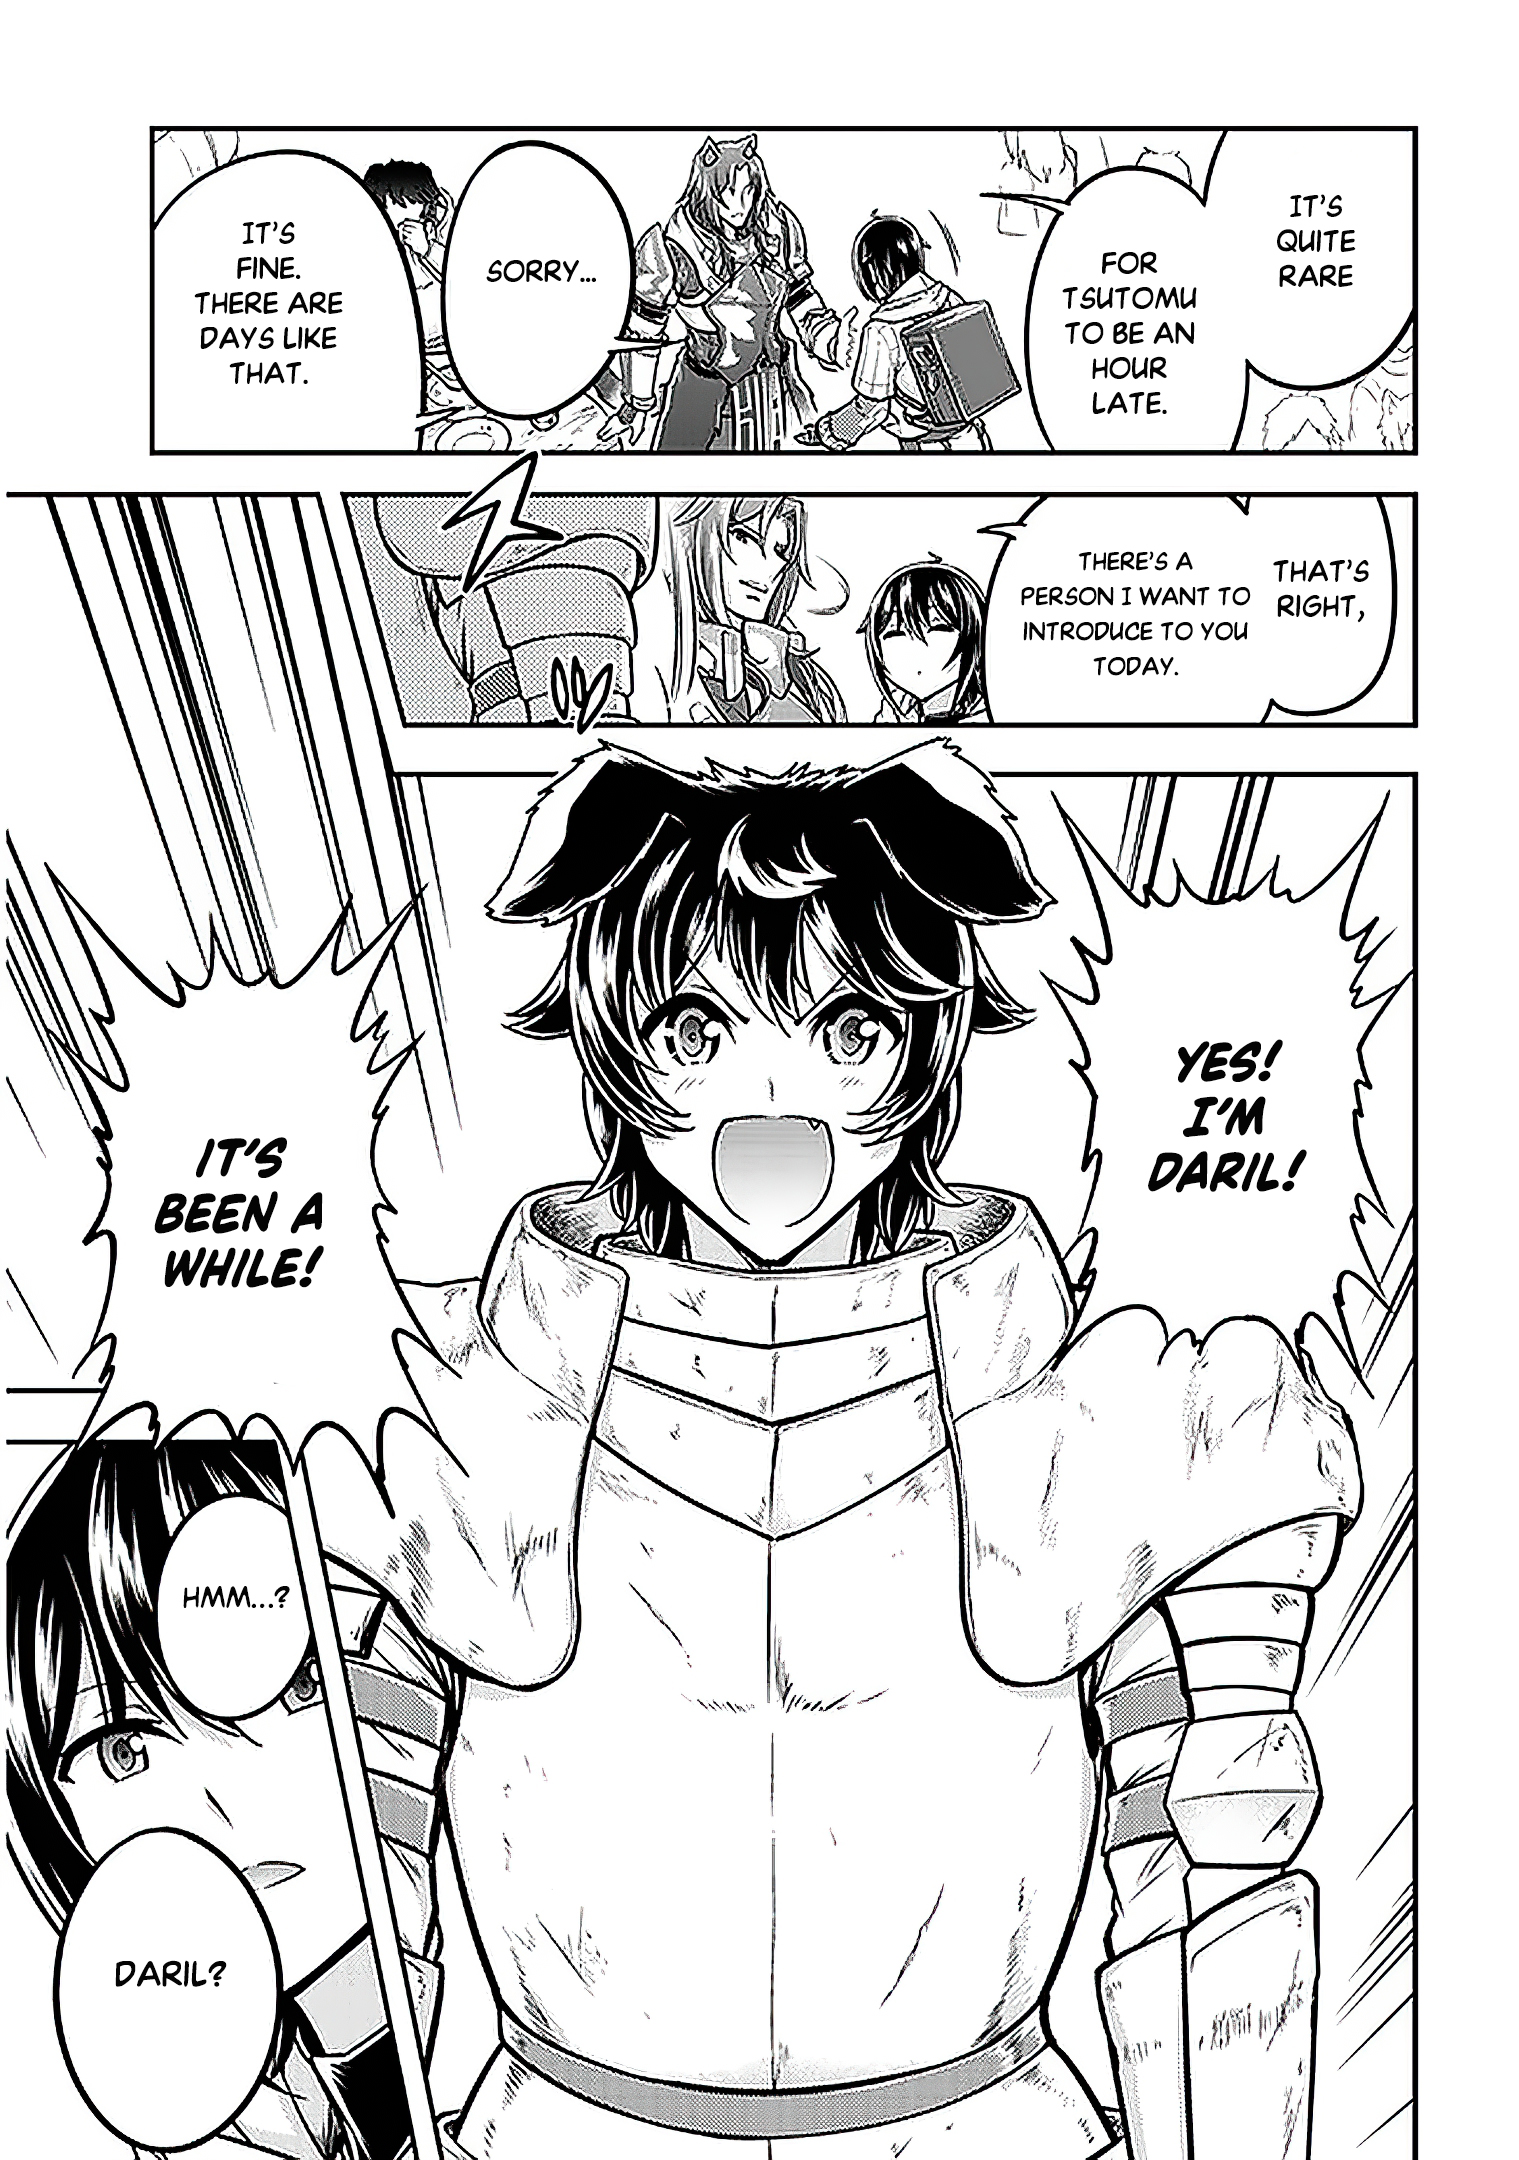 IT'S
QUITE
RARE
FOR
TSUTOMU
TO BE AN
HOUR
LATE.
SORRY...
IT'S
FINE.
THERE ARE
DAYS LIKE
THAT.
THAT'S
RIGHT,
THERE'S A
PERSON I WANT TO
INTRODUCE TO YOU
TODAY.
YES!
I'M
DARIL!
IT'S
BEEN A
WHILE!
HMM...?
DARIL?